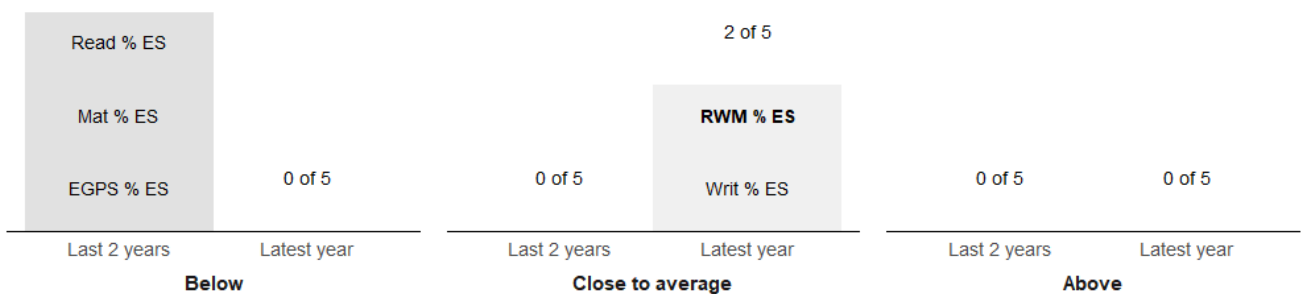 2 of 5
Read % ES
Mat % ES
RWM % ES
EGPS % ES
0 of 5
0 of 5
Writ % ES
0 of 5
0 of 5
Last 2 years
Latest year
Last 2 years
Latest year
Last 2 years
Latest year
Below
Close to average
Above